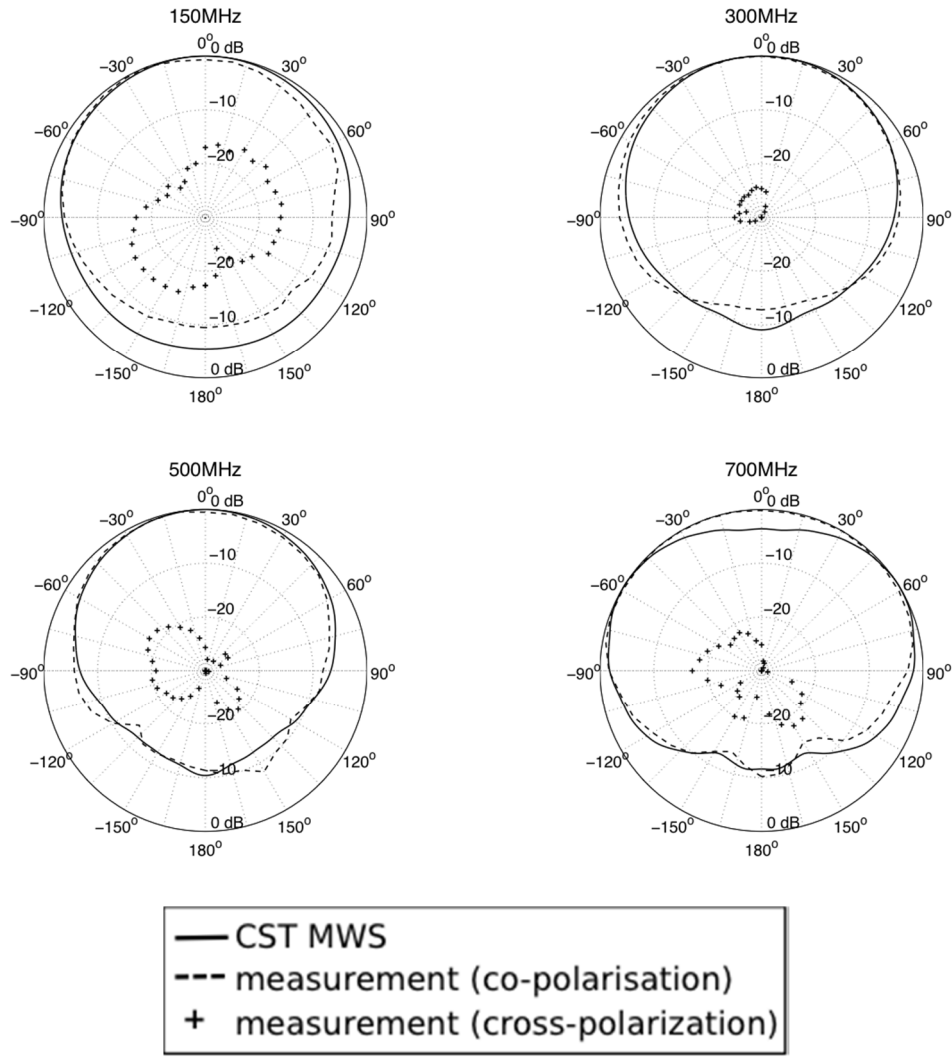 150MHz
0° 0 dB
−30° 30°
−10
−60° 60°
−20
−90° 90°
−20
−120° 120°
−10
−150° 0 dB 150°
180°
300MHz
0° 0 dB
−30° 30°
−10
−60° 60°
−20
−90° 90°
−20
−120° 120°
−10
−150° 0 dB 150°
180°
500MHz
0° 0 dB
−30° 30°
−10
−60° 60°
−20
−90° 90°
−20
−120° 120°
−10
−150° 0 dB 150°
180°
700MHz
0° 0 dB
−30° 30°
−10
−60° 60°
−20
−90° 90°
−20
−120° 120°
−10
−150° 0 dB 150°
180°
CST MWS
measurement (co-polarisation)
measurement (cross-polarization)